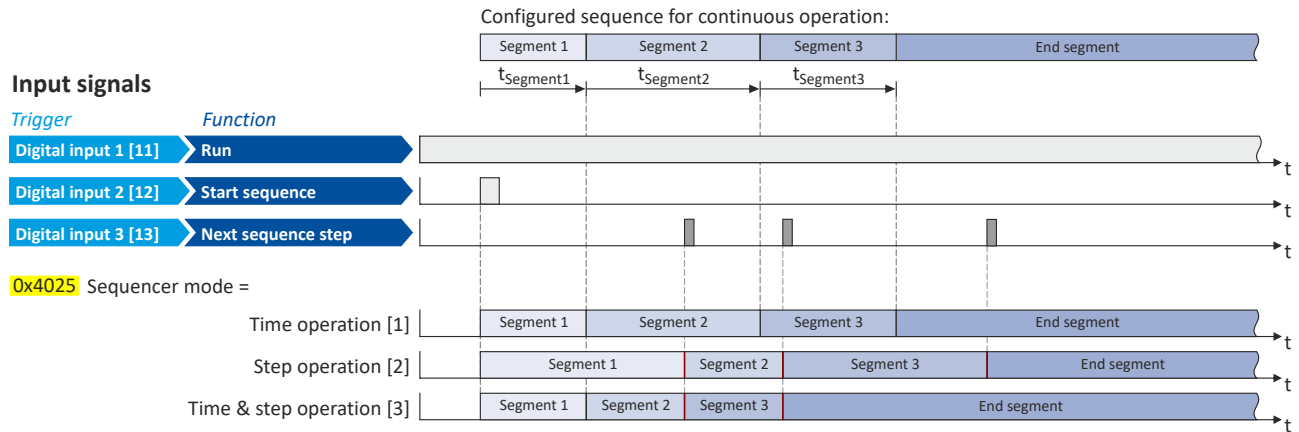 Configured sequence for continuous operation:
Segment 1 Segment 2 Segment 3 End segment
tSegment1 tSegment2 tSegment3
Input signals
Trigger Function
Digital input 1 [11] Run
t
Digital input 2 [12] Start sequence
t
Digital input 3 [13] Next sequence step
t
0x4025 Sequencer mode =
Time operation [1] Segment 1 Segment 2 Segment 3 End segment
t
Step operation [2] Segment 1 Segment 2 Segment 3 End segment
t
Time & step operation [3] Segment 1 Segment 2 Segment 3 End segment
t